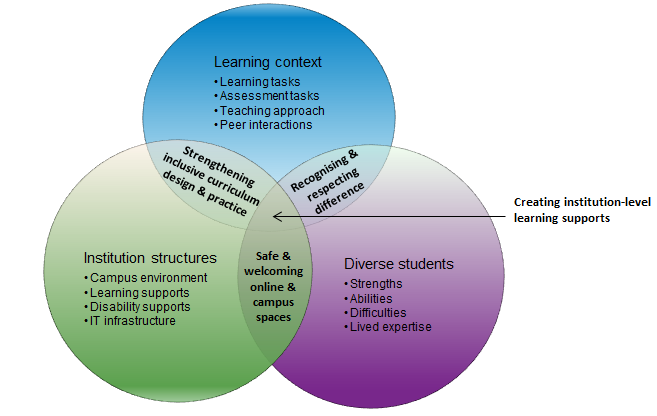 Learning context
• Learning tasks
• Assessment tasks
• Teaching approach
• Peer interactions
Strengthening
inclusive curriculum
design & practice
Recognising &
respecting
difference
Creating institution-level
learning supports
Institution structures
• Campus environment
• Learning supports
• Disability supports
• IT infrastructure
Safe &
welcoming
online &
campus
spaces
Diverse students
• Strengths
• Abilities
• Difficulties
• Lived expertise